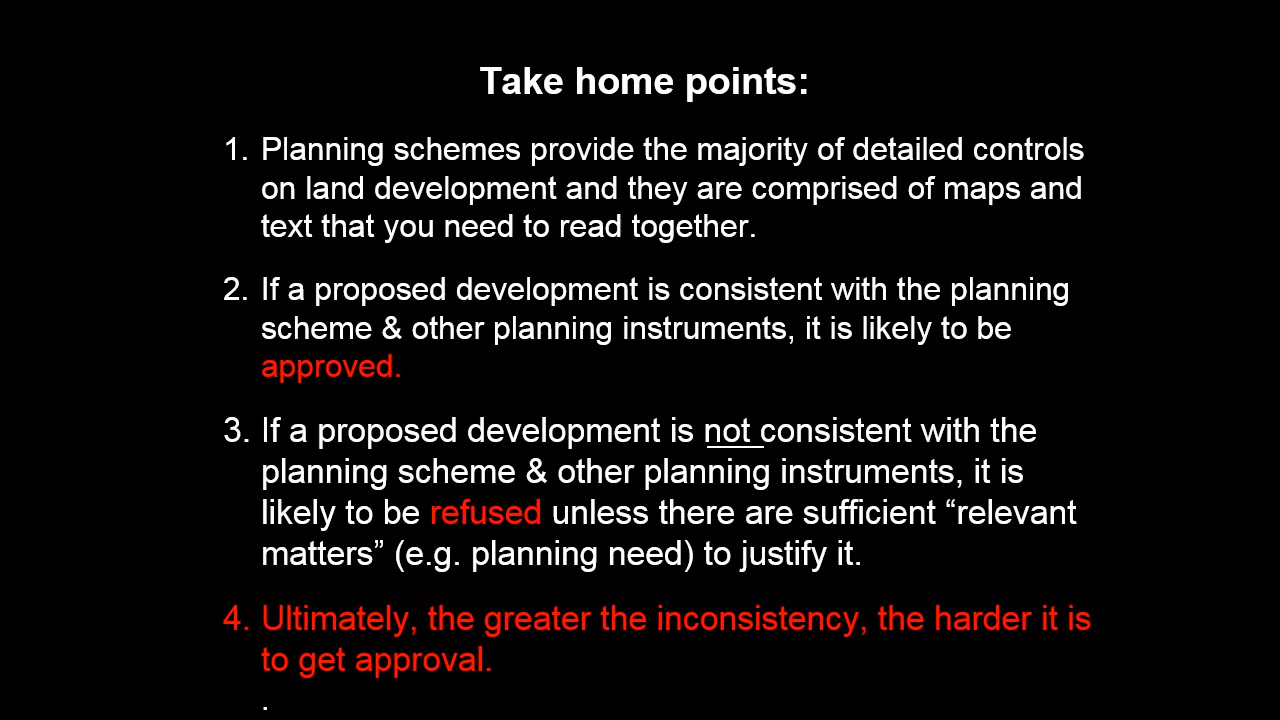 Take home points:
1. Planning schemes provide the majority of detailed controls
on land development and they are comprised of maps and
text that you need to read together.
2. If a proposed development is consistent with the planning
scheme & other planning instruments, it is likely to be
approved.
3. If a proposed development is not consistent with the
planning scheme & other planning instruments, it is
likely to be refused unless there are sufficient “relevant
matters” (e.g. planning need) to justify it.
4. Ultimately, the greater the inconsistency, the harder it is
to get approval.
.